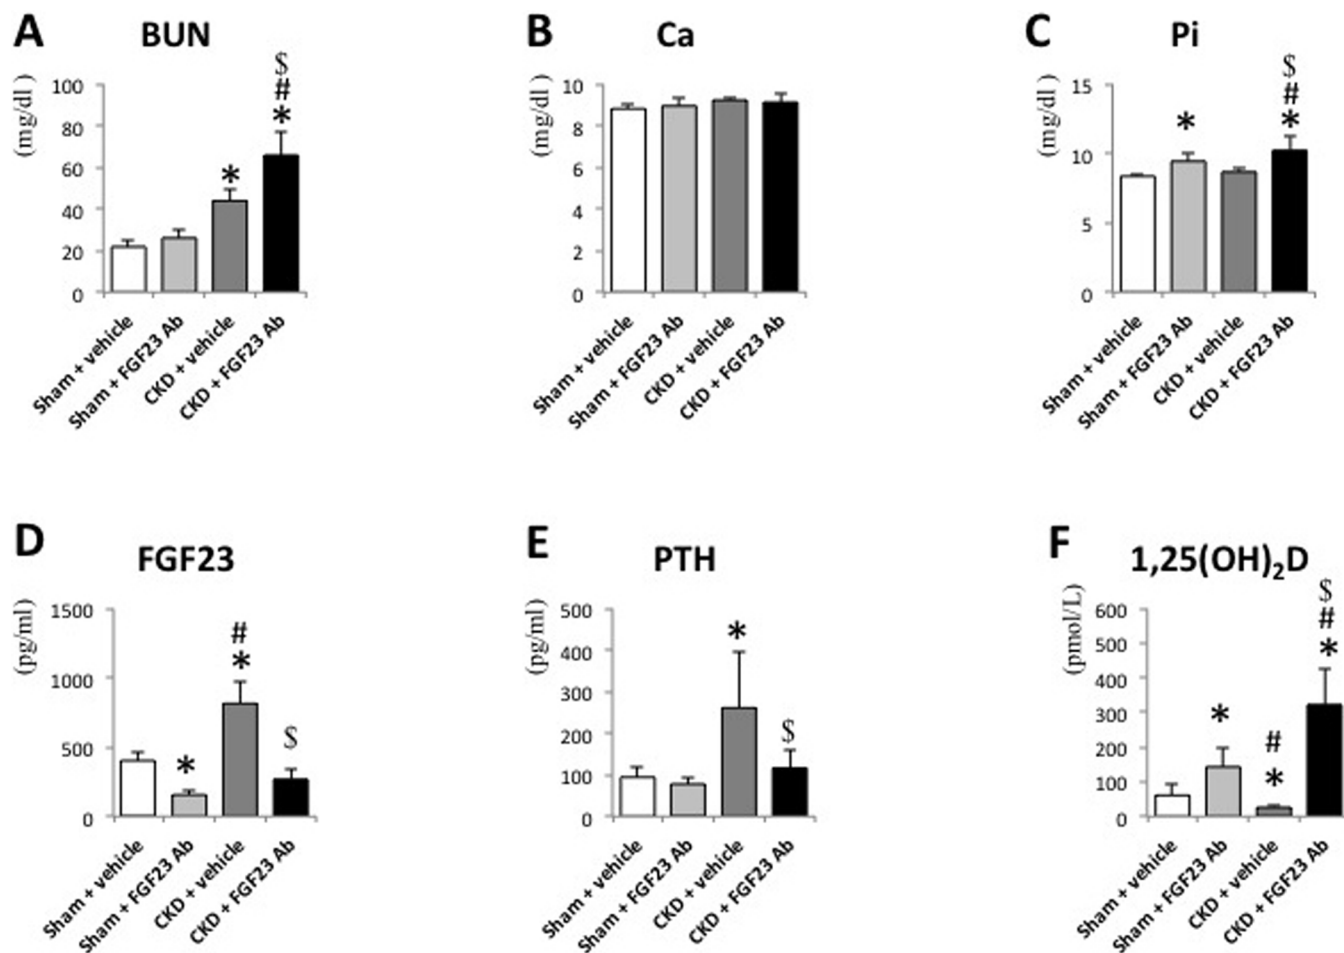 A BUN
(mg/dl )
100
80
60
40
20
0
*
$
#
*
Sham + vehicle
Sham + FGF23 Ab
CKD + vehicle
CKD + FGF23 Ab
B Ca
(mg/dl )
10
8
6
4
2
0
Sham + vehicle
Sham + FGF23 Ab
CKD + vehicle
CKD + FGF23 Ab
C Pi
(mg/dl )
15
10
5
0
*
$
#
*
Sham + vehicle
Sham + FGF23 Ab
CKD + vehicle
CKD + FGF23 Ab
D FGF23
(pg/ml)
1500
1000
500
0
*
#
*
$
Sham + vehicle
Sham + FGF23 Ab
CKD + vehicle
CKD + FGF23 Ab
E PTH
(pg/ml)
500
400
300
200
100
0
*
$
Sham + vehicle
Sham + FGF23 Ab
CKD + vehicle
CKD + FGF23 Ab
F 1,25(OH)₂D
(pmol/L)
600
500
400
300
200
100
0
*
#
*
$
#
*
Sham + vehicle
Sham + FGF23 Ab
CKD + vehicle
CKD + FGF23 Ab